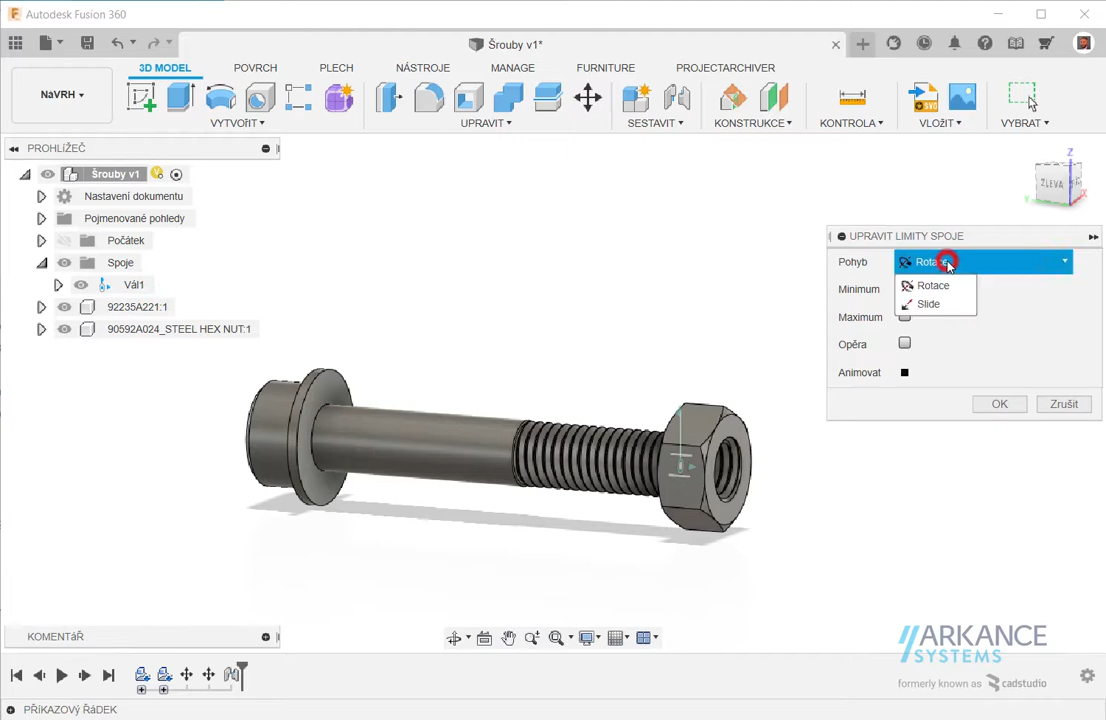 Autodesk Fusion 360
Šrouby v1*
3D MODEL
POVRCH
PLECH
NÁSTROJE
MANAGE
FURNITURE
PROJECTARCHIVER
NáVRH
VYTVOŘIT
UPRAVIT
SESTAVIT
KONSTRUKCE
KONTROLA
SVG
VLOŽIT
VYBRAT
PROHLÍŽEČ
Šrouby v1
Nastavení dokumentu
Pojmenované pohledy
Počátek
Spoje
Vál1
92235A221:1
90592A024_STEEL HEX NUT:1
Z
ZLEVA
Y
X
UPRAVIT LIMITY SPOJE
Pohyb
Rotace
Rotace
Slide
Minimum
Maximum
Opěra
Animovat
OK
Zrušit
KOMENTář
ARKANCE
SYSTEMS
formerly known as cadstudio
PŘíKAZOVÝ ŘáDEK